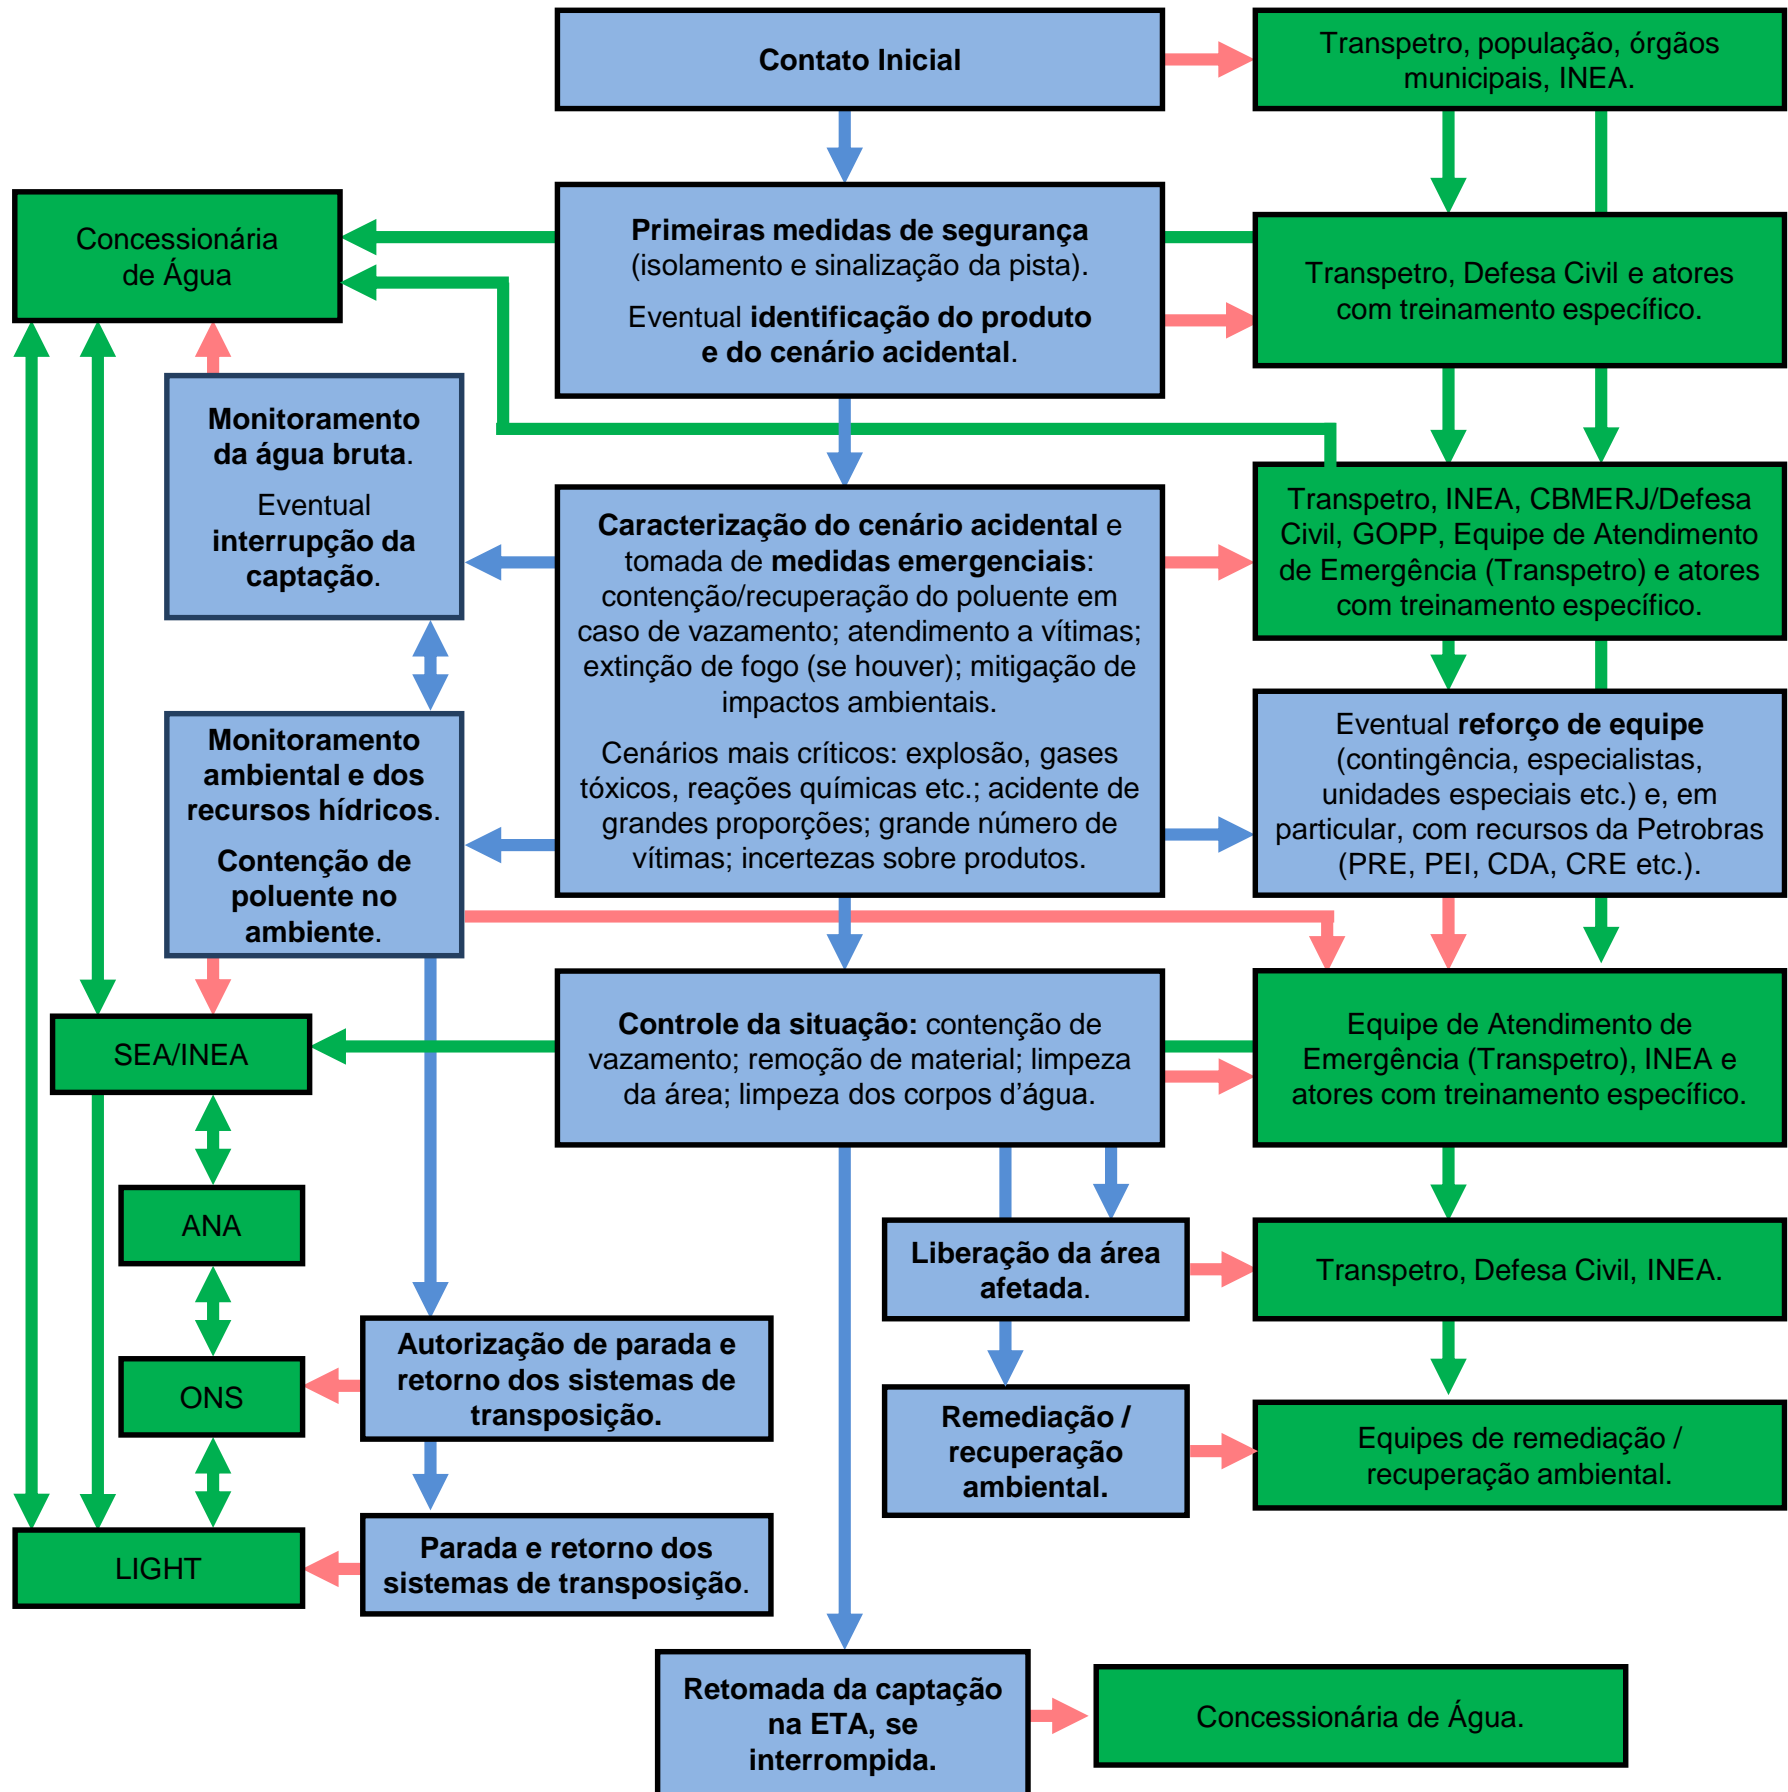 Contato Inicial
Transpetro, população, órgãos
municipais, INEA.
Concessionária
de Água
Primeiras medidas de segurança
(isolamento e sinalização da pista).
Eventual identificação do produto
e do cenário acidental.
Transpetro, Defesa Civil e atores
com treinamento específico.
Monitoramento
da água bruta.
Eventual
interrupção da
captação.
Caracterização do cenário acidental e
tomada de medidas emergenciais:
contenção/recuperação do poluente em
caso de vazamento; atendimento a vítimas;
extinção de fogo (se houver); mitigação de
impactos ambientais.
Cenários mais críticos: explosão, gases
tóxicos, reações químicas etc.; acidente de
grandes proporções; grande número de
vítimas; incertezas sobre produtos.
Transpetro, INEA, CBMERJ/Defesa
Civil, GOPP, Equipe de Atendimento
de Emergência (Transpetro) e atores
com treinamento específico.
Monitoramento
ambiental e dos
recursos hídricos.
Contenção de
poluente no
ambiente.
Eventual reforço de equipe
(contingência, especialistas,
unidades especiais etc.) e, em
particular, com recursos da Petrobras
(PRE, PEI, CDA, CRE etc.).
SEA/INEA
Controle da situação: contenção de
vazamento; remoção de material; limpeza
da área; limpeza dos corpos d'água.
Equipe de Atendimento de
Emergência (Transpetro), INEA e
atores com treinamento específico.
ANA
Liberação da área
afetada.
Transpetro, Defesa Civil, INEA.
ONS
Autorização de parada e
retorno dos sistemas de
transposição.
Remediação /
recuperação
ambiental.
Equipes de remediação /
recuperação ambiental.
LIGHT
Parada e retorno dos
sistemas de transposição.
Retomada da captação
na ETA, se
interrompida.
Concessionária de Água.